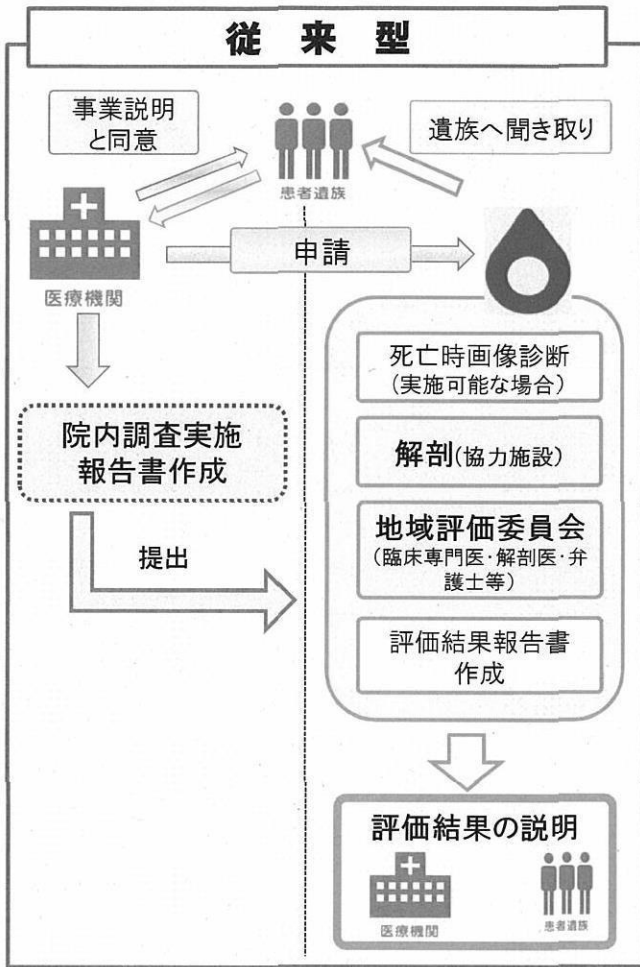 従来型
事業説明
と同意
患者遺族
遺族へ聞き取り
医療機関
申請
死亡時画像診断
(実施可能な場合)
解剖(協力施設)
院内調査実施
報告書作成
地域評価委員会
(臨床専門医・解剖医・弁
護士等)
提出
評価結果報告書
作成
評価結果の説明
医療機関
患者遺族